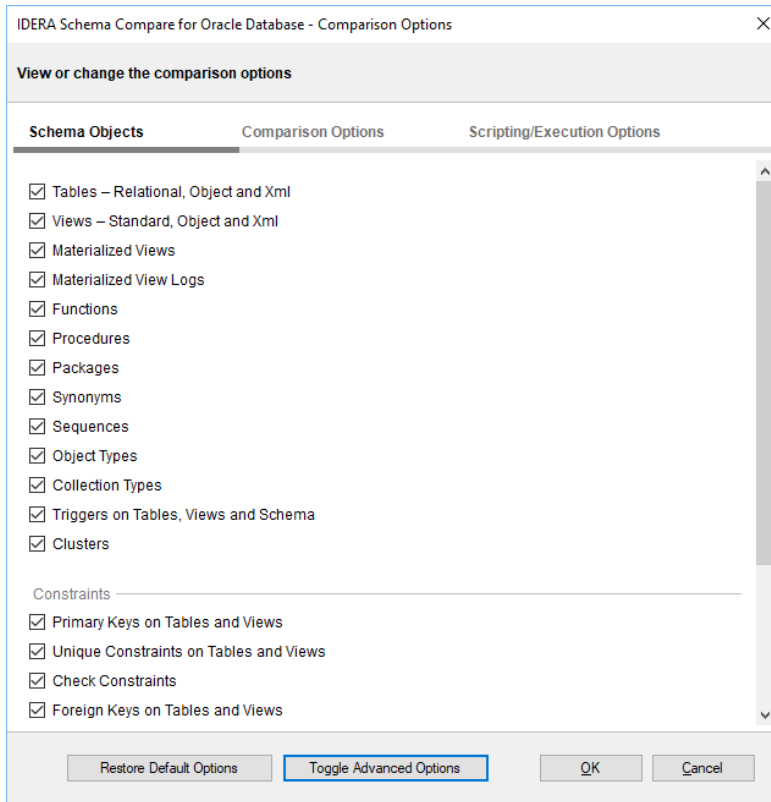 IDERA Schema Compare for Oracle Database - Comparison Options
View or change the comparison options
Schema Objects Comparison Options Scripting/Execution Options
Tables – Relational, Object and Xml
Views – Standard, Object and Xml
Materialized Views
Materialized View Logs
Functions
Procedures
Packages
Synonyms
Sequences
Object Types
Collection Types
Triggers on Tables, Views and Schema
Clusters
Constraints
Primary Keys on Tables and Views
Unique Constraints on Tables and Views
Check Constraints
Foreign Keys on Tables and Views
Restore Default Options Toggle Advanced Options OK Cancel